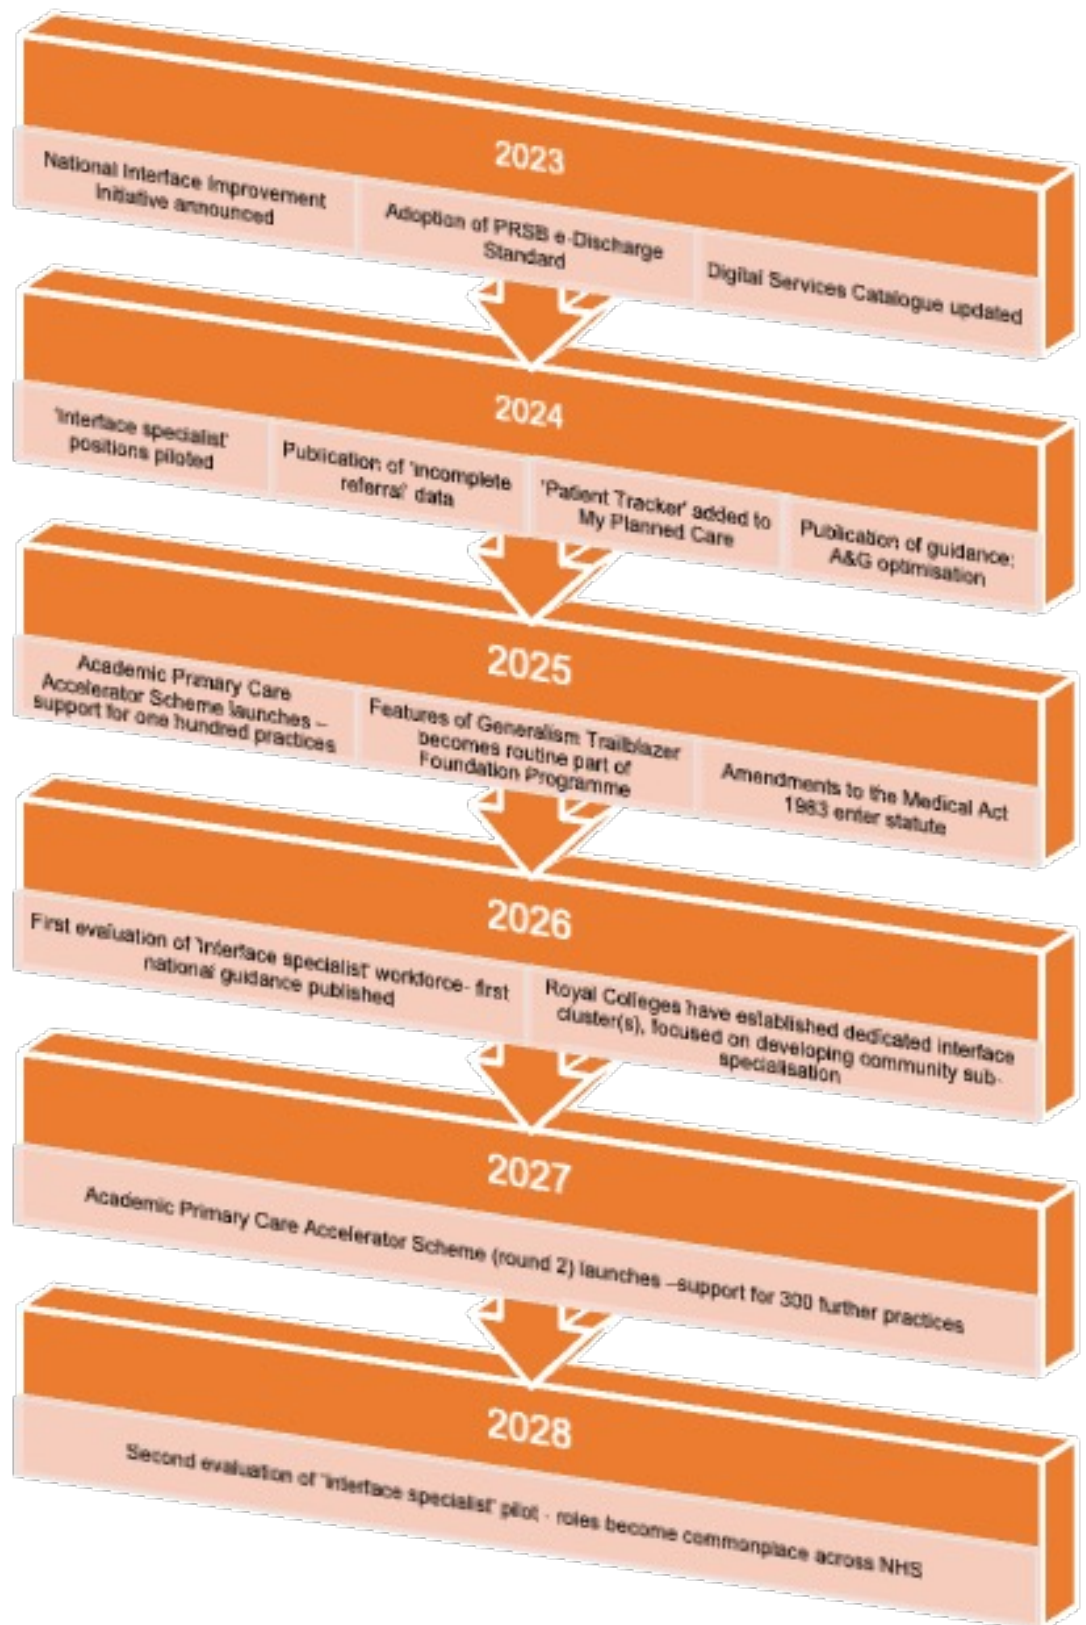 2023
National Interface Improvement
Initiative announced
Adoption of PRSB e-Discharge
Standard
Digital Services Catalogue updated
2024
'Interface specialist'
positions piloted
Publication of 'incomplete
referral' data
'Patient Tracker' added to
My Planned Care
Publication of guidance:
A&G optimisation
2025
Academic Primary Care
Accelerator Scheme launches –
support for one hundred practices
Features of Generalism Trailblazer
becomes routine part of
Foundation Programme
Amendments to the Medical Act
1983 enter statute
2026
First evaluation of 'interface specialist' workforce- first
national guidance published
Royal Colleges have established dedicated interface
cluster(s), focused on developing community sub-
specialisation
2027
Academic Primary Care Accelerator Scheme (round 2) launches –support for 300 further practices
2028
Second evaluation of 'interface specialist' pilot - roles become commonplace across NHS